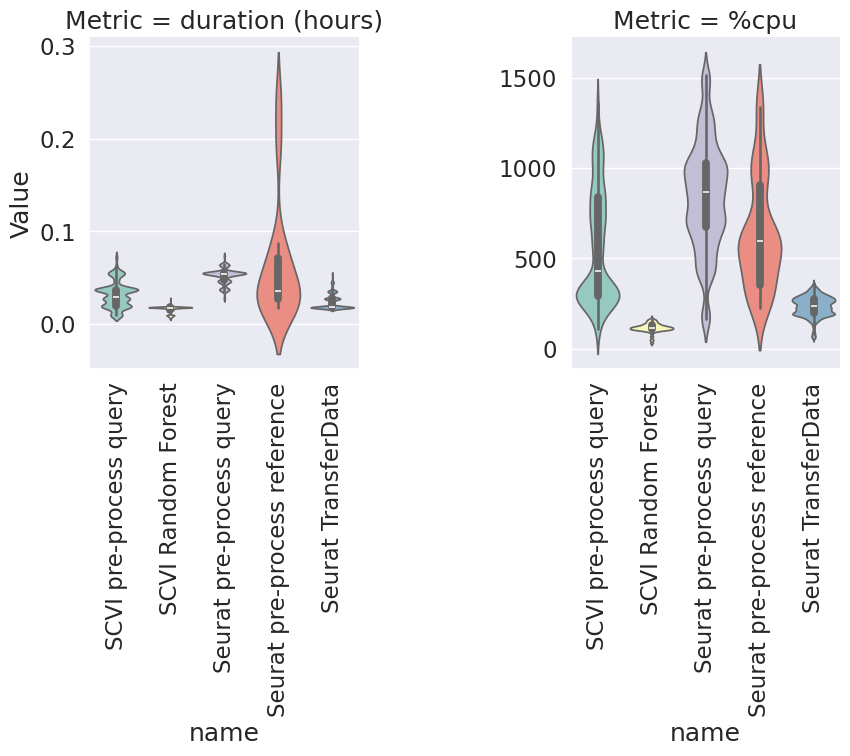 Metric = duration (hours)
Metric = %cpu
Value
0.3
0.2
0.1
0.0
1500
1000
500
0
SCVI pre-process query
SCVI Random Forest
Seurat pre-process query
Seurat pre-process reference
Seurat TransferData
SCVI pre-process query
SCVI Random Forest
Seurat pre-process query
Seurat pre-process reference
Seurat TransferData
name
name